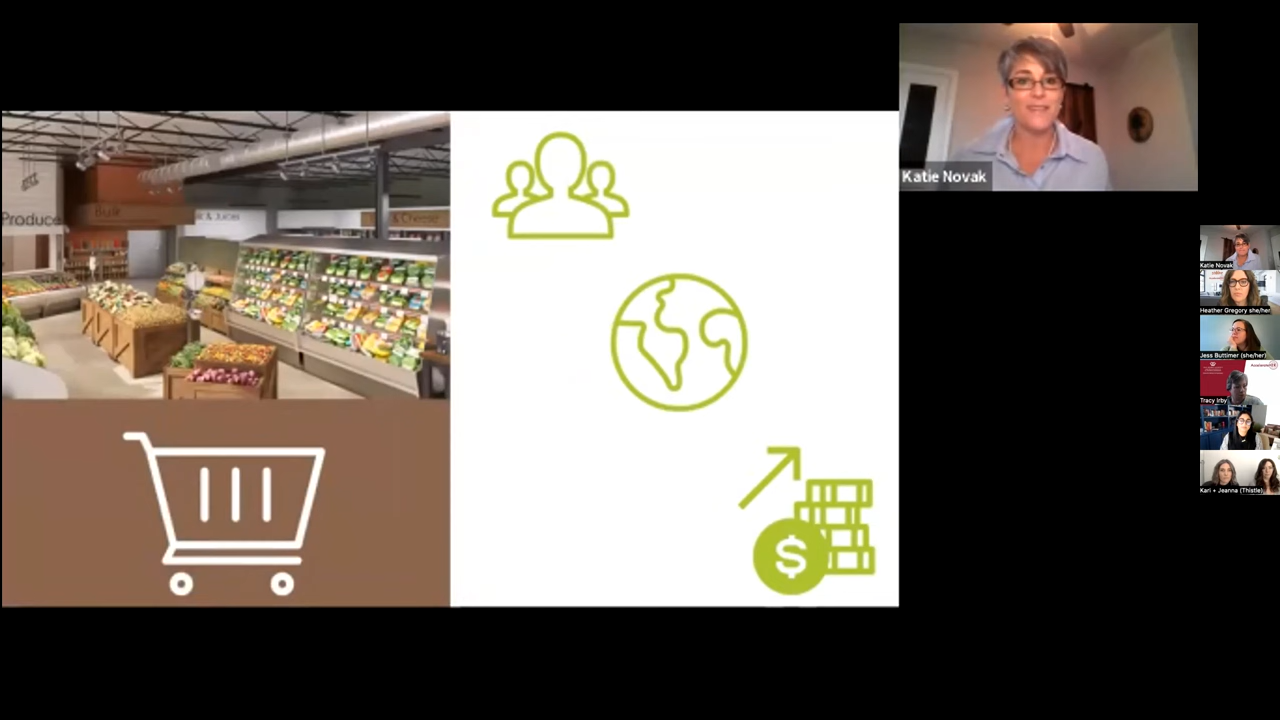 Katie Novak
Produce
Bulk
& Juices
& Cheese
$
Katie Novak
Heather Gregory she/her
Jess Buttimer (she/her)
Tracy Irby
Kari + Jeanna (Thistle)